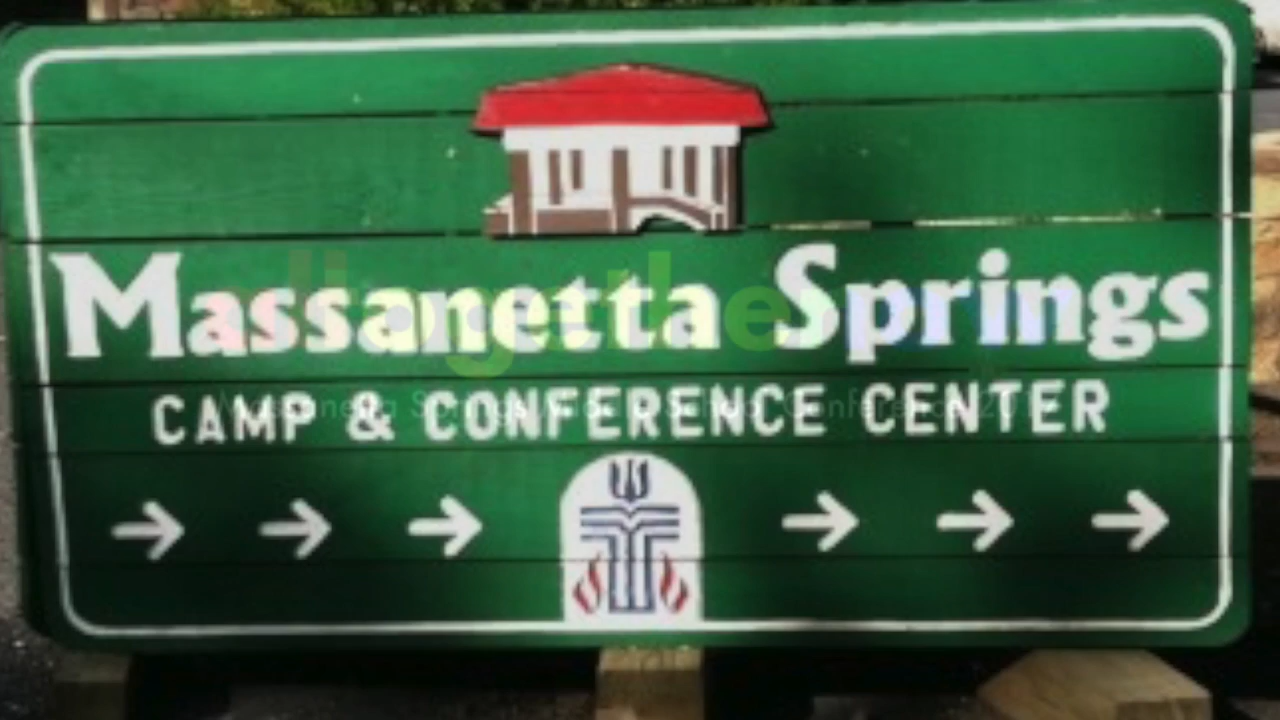 Massanetta Springs
CAMP & CONFERENCE CENTER
→ → → → → →